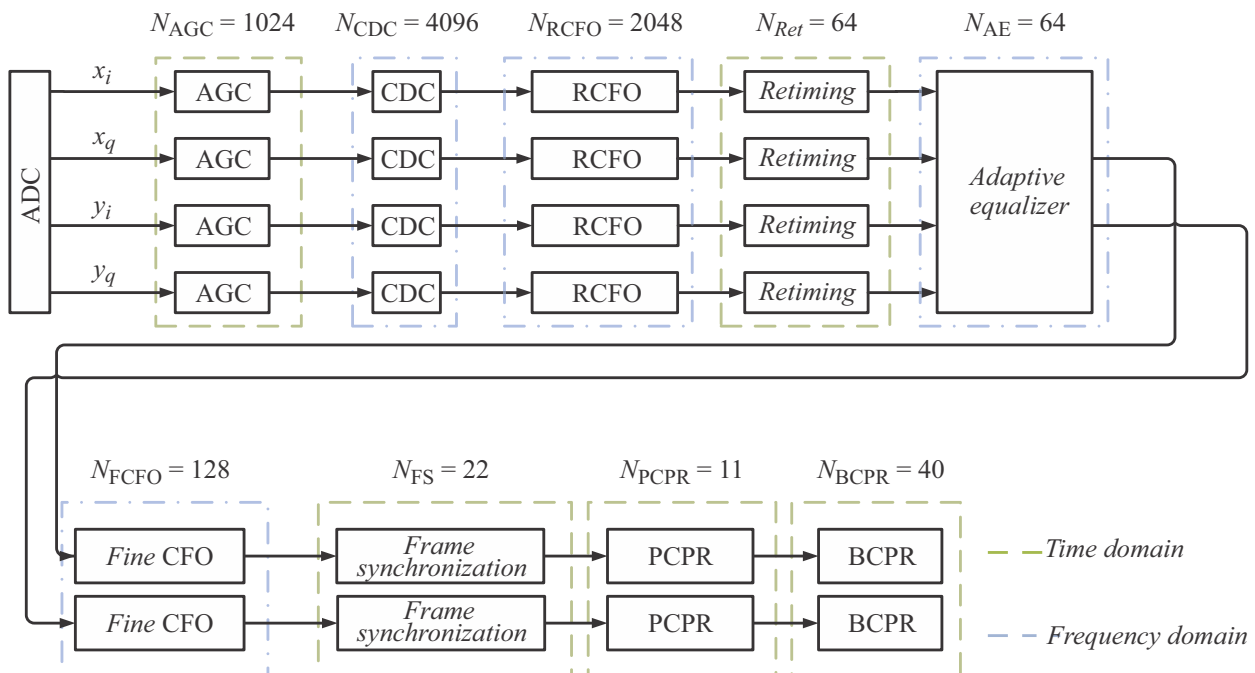 N_AGC = 1024 N_CDC = 4096 N_RCFO = 2048 N_Ret = 64 N_AE = 64
x_i AGC CDC RCFO Retiming
x_q AGC CDC RCFO Retiming
y_i AGC CDC RCFO Retiming
y_q AGC CDC RCFO Retiming
ADC
Adaptive
equalizer
N_FCFO = 128 N_FS = 22 N_PCPR = 11 N_BCPR = 40
Fine CFO Frame synchronization PCPR BCPR
Fine CFO Frame synchronization PCPR BCPR
Time domain
Frequency domain